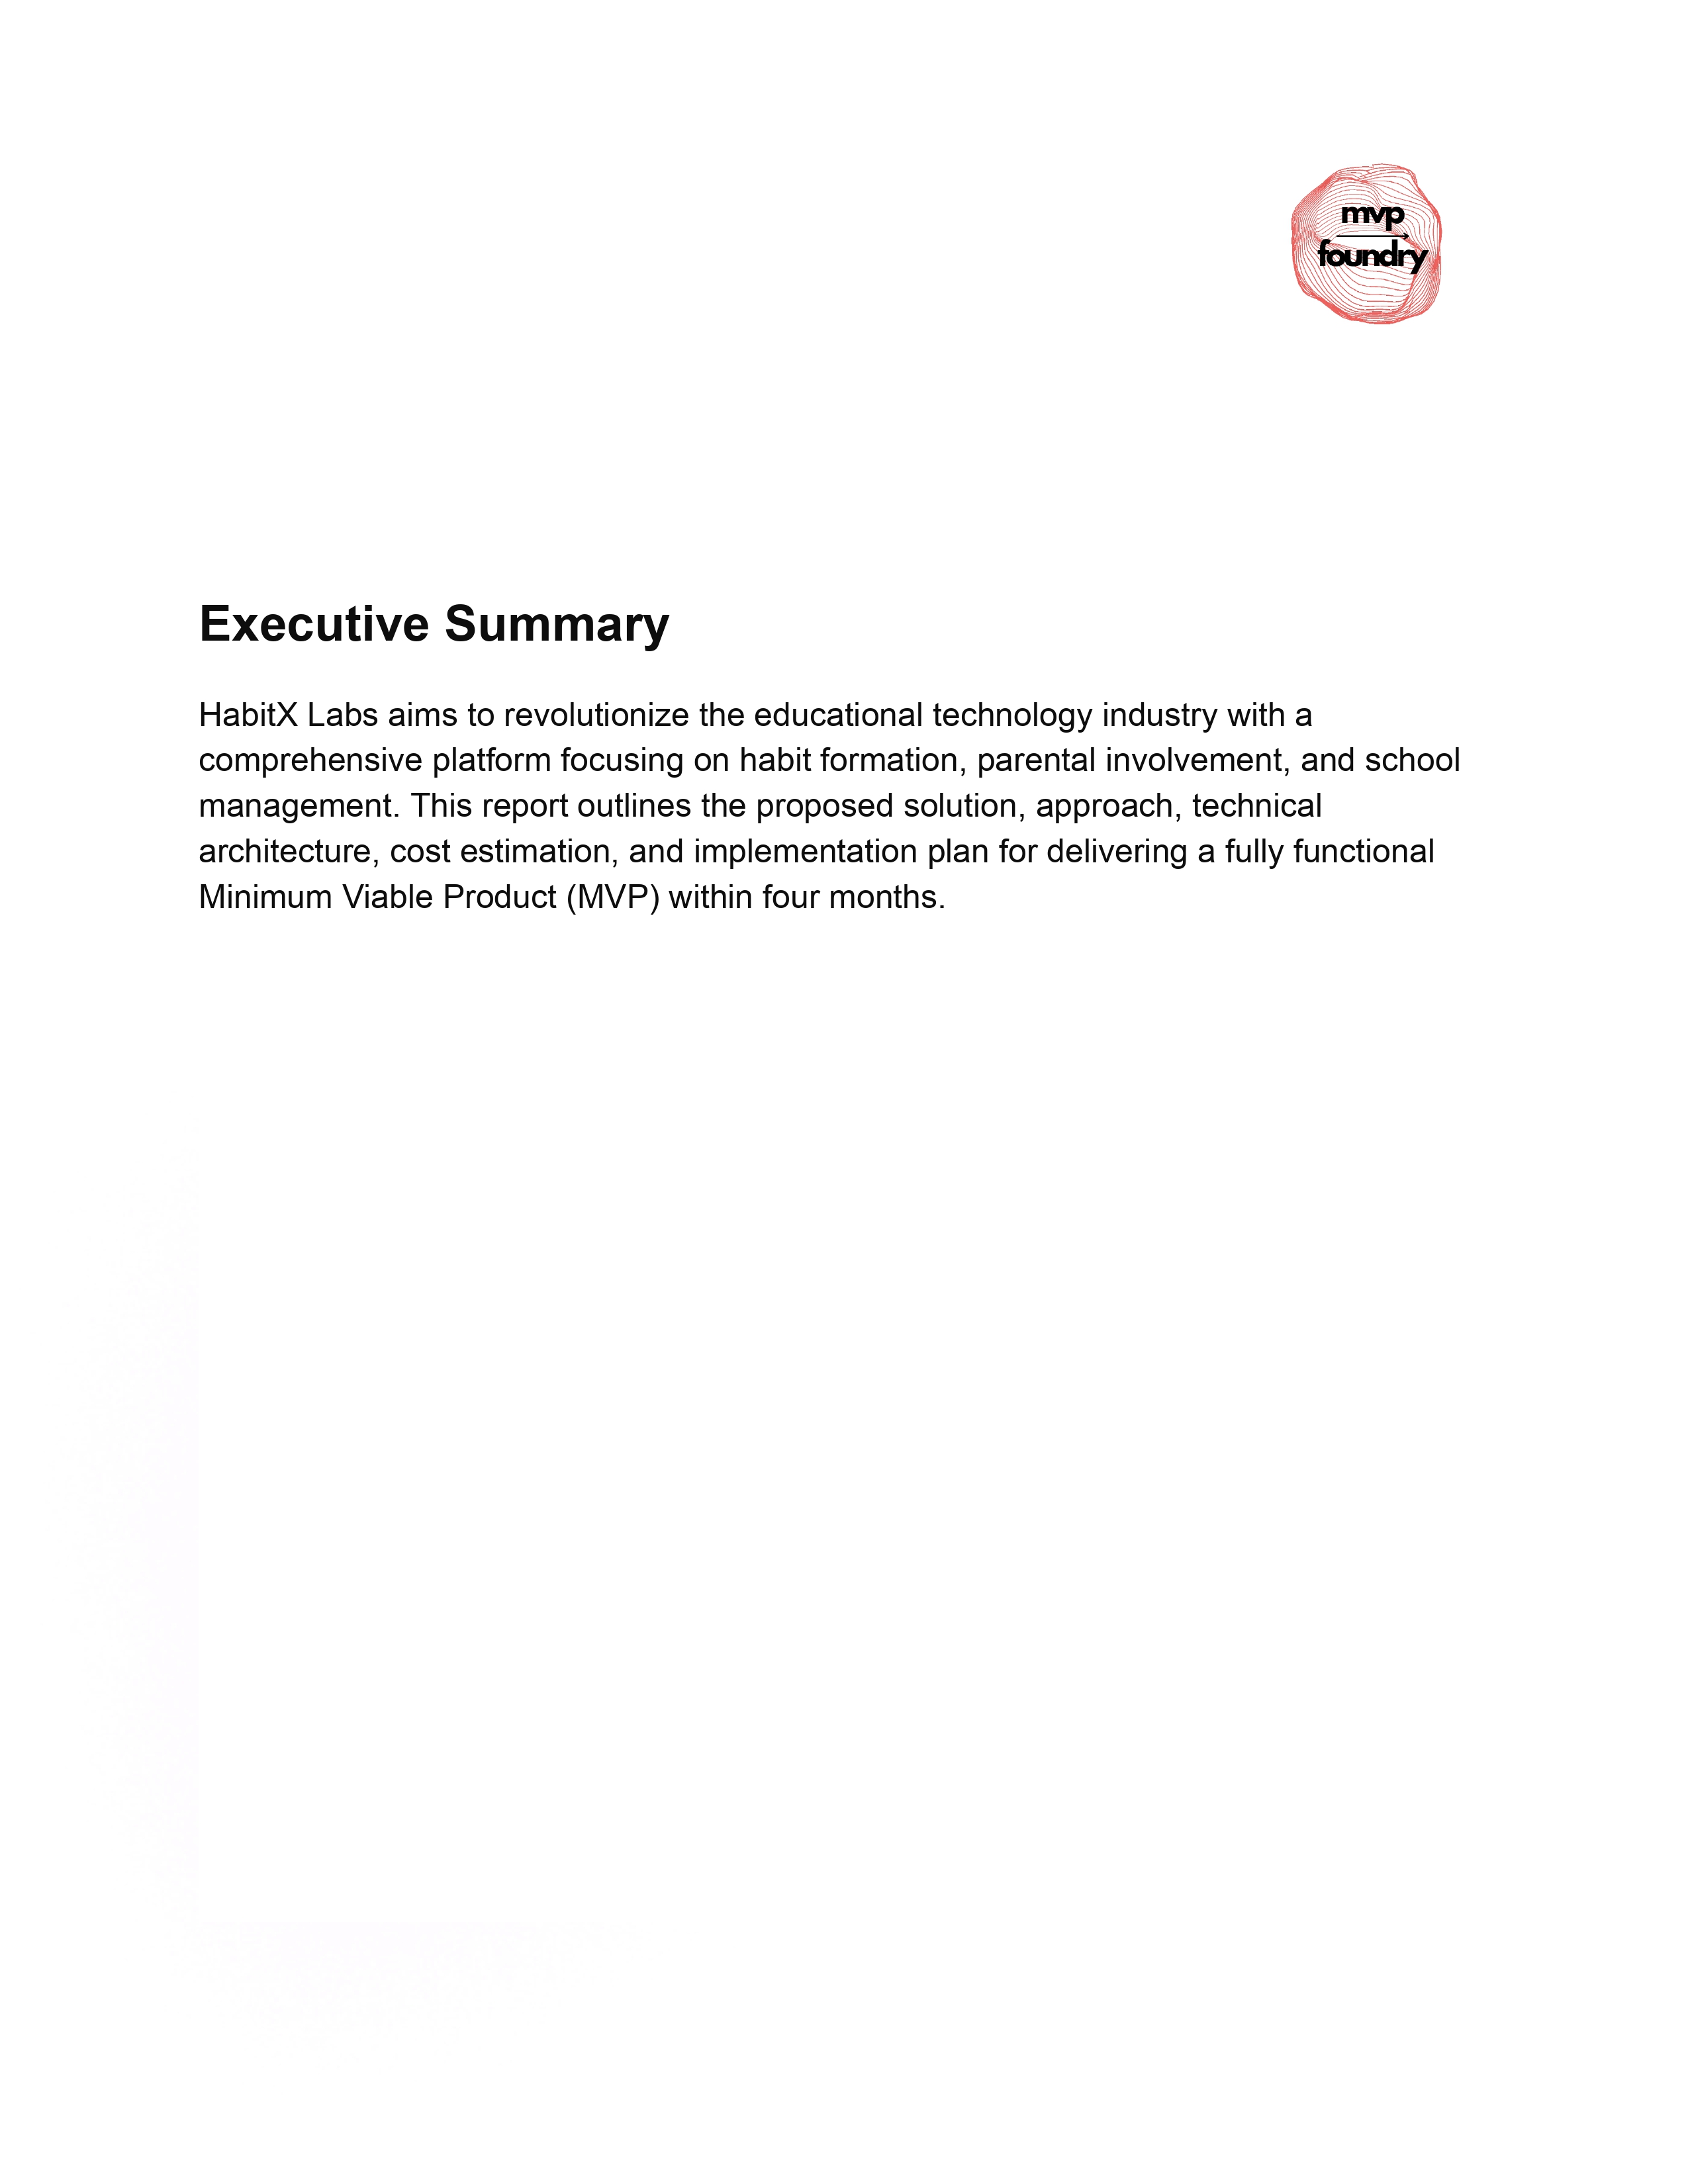 mvp
foundry
Executive Summary
HabitX Labs aims to revolutionize the educational technology industry with a
comprehensive platform focusing on habit formation, parental involvement, and school
management. This report outlines the proposed solution, approach, technical
architecture, cost estimation, and implementation plan for delivering a fully functional
Minimum Viable Product (MVP) within four months.